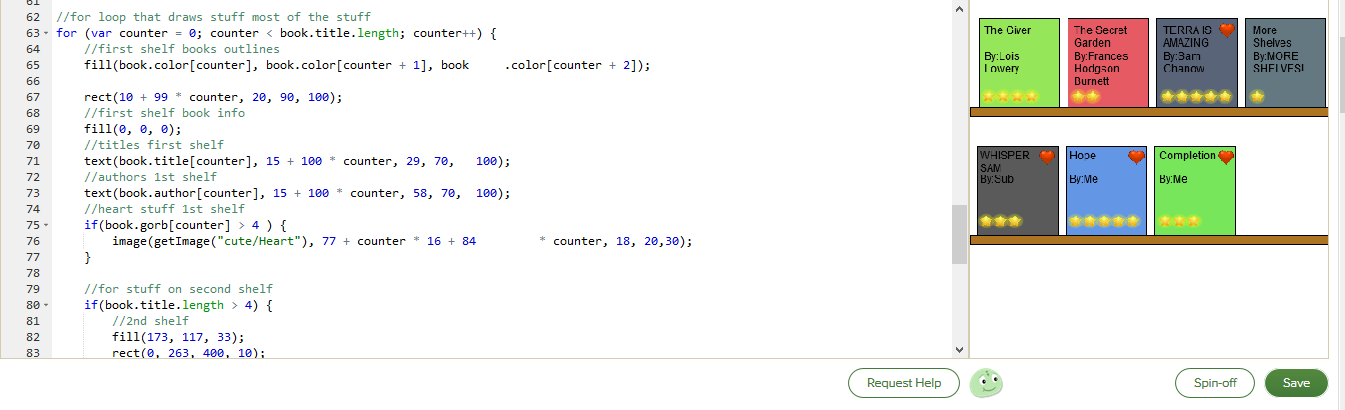 61
62 //for loop that draws stuff most of the stuff
63 for (var counter = 0; counter < book.title.length; counter++) {
64 //first shelf books outlines
65 fill(book.color[counter], book.color[counter + 1], book .color[counter + 2]);
66
67 rect(10 + 99 * counter, 20, 90, 100);
68 //first shelf book info
69 fill(0, 0, 0);
70 //titles first shelf
71 text(book.title[counter], 15 + 100 * counter, 29, 70, 100);
72 //authors 1st shelf
73 text(book.author[counter], 15 + 100 * counter, 58, 70, 100);
74 //heart stuff 1st shelf
75 if(book.gorb[counter] > 4 ) {
76 image(getImage("cute/Heart"), 77 + counter * 16 + 84 * counter, 18, 20,30);
77 }
78
79 //for stuff on second shelf
80 if(book.title.length > 4) {
81 //2nd shelf
82 fill(173, 117, 33);
83 rect(0, 263, 400, 10);
The Giver
By:Lois
Lowery
The Secret
Garden
By:Frances
Hodgson
Burnett
TERRA IS
AMAZING
By:Sam
Chanow
More
Shelves
By:MORE
SHELVES!
WHISPER
SAM
By:Sub
Hope
By:Me
Completion
By:Me
Request Help
Spin-off
Save